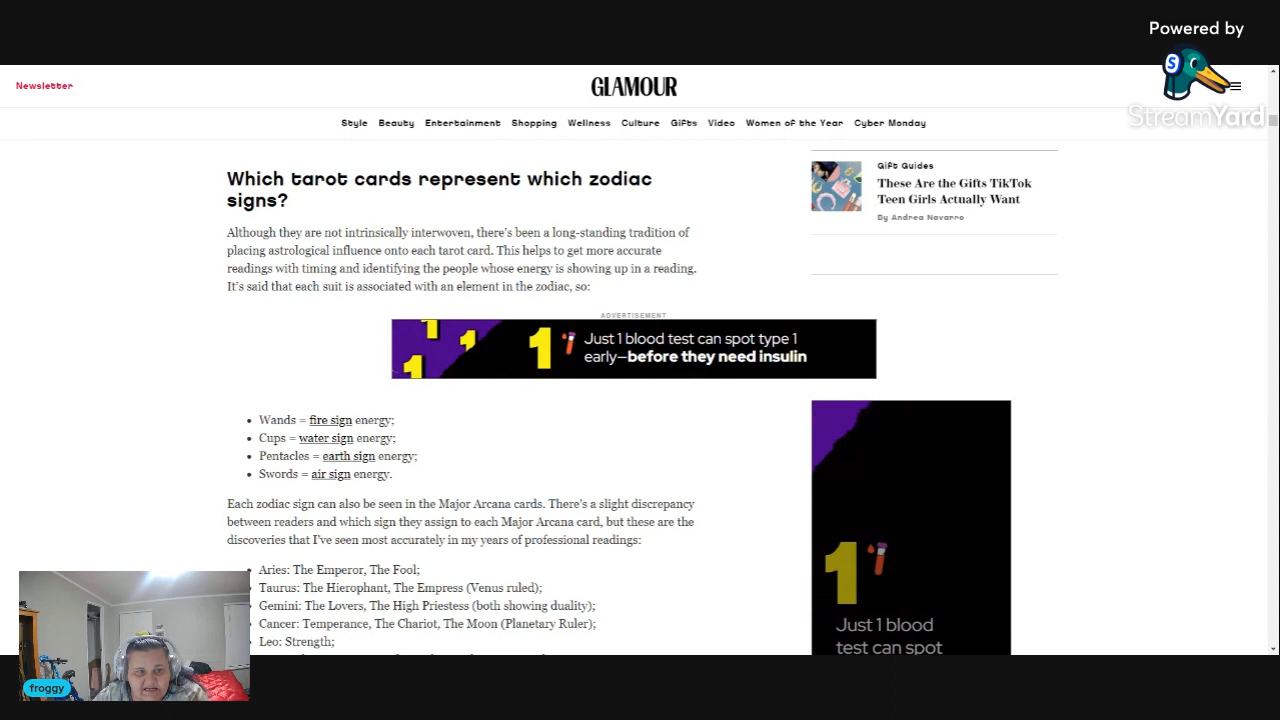 Powered by
StreamYard
Newsletter
GLAMOUR
Style Beauty Entertainment Shopping Wellness Culture Gifts Video Women of the Year Cyber Monday
Which tarot cards represent which zodiac
signs?
Although they are not intrinsically interwoven, there's been a long-standing tradition of
placing astrological influence onto each tarot card. This helps to get more accurate
readings with timing and identifying the people whose energy is showing up in a reading.
It's said that each suit is associated with an element in the zodiac, so:
Gift Guides
These Are the Gifts TikTok
Teen Girls Actually Want
By Andrea Navarro
ADVERTISEMENT
1 1 1 1 Just 1 blood test can spot type 1
early—before they need insulin
• Wands = fire sign energy;
• Cups = water sign energy;
• Pentacles = earth sign energy;
• Swords = air sign energy.
Each zodiac sign can also be seen in the Major Arcana cards. There's a slight discrepancy
between readers and which sign they assign to each Major Arcana card, but these are the
discoveries that I've seen most accurately in my years of professional readings:
Aries: The Emperor, The Fool;
Taurus: The Hierophant, The Empress (Venus ruled);
Gemini: The Lovers, The High Priestess (both showing duality);
Cancer: Temperance, The Chariot, The Moon (Planetary Ruler);
Leo: Strength;
1
Just 1 blood
test can spot
froggy